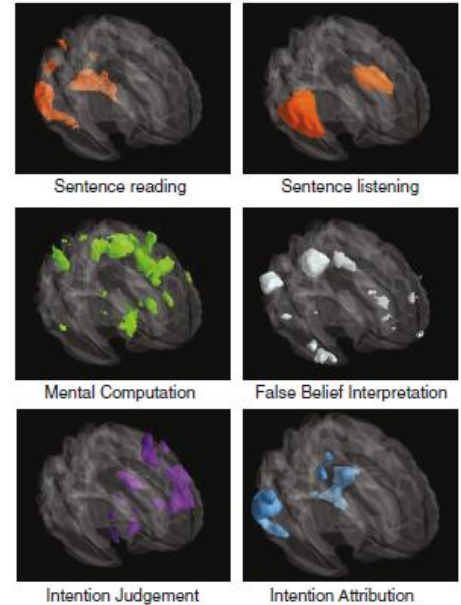 Sentence reading
Sentence listening
Mental Computation
False Belief Interpretation
Intention Judgement
Intention Attribution